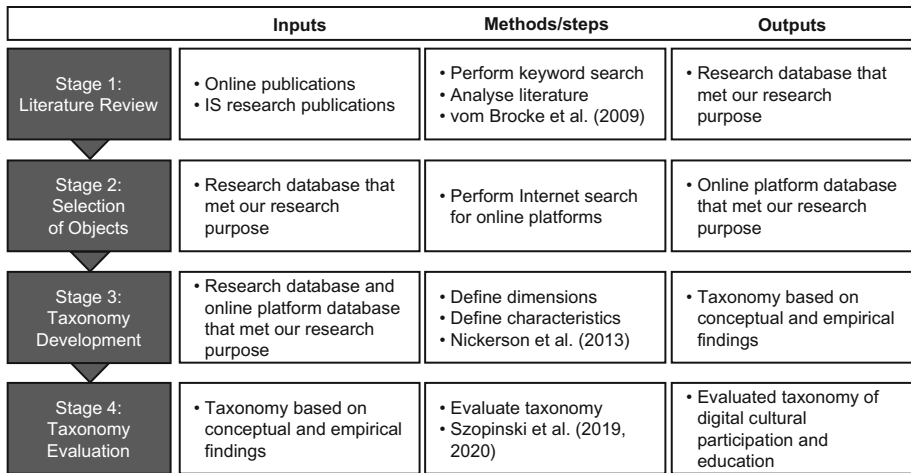 Inputs
Methods/steps
Outputs
Stage 1:
Literature Review
• Online publications
• IS research publications
• Perform keyword search
• Analyse literature
• vom Brocke et al. (2009)
• Research database that
met our research
purpose
Stage 2:
Selection
of Objects
• Research database that
met our research
purpose
• Perform Internet search
for online platforms
• Online platform database
that met our research
purpose
Stage 3:
Taxonomy
Development
• Research database and
online platform database
that met our research
purpose
• Define dimensions
• Define characteristics
• Nickerson et al. (2013)
• Taxonomy based on
conceptual and empirical
findings
Stage 4:
Taxonomy
Evaluation
• Taxonomy based on
conceptual and empirical
findings
• Evaluate taxonomy
• Szopinski et al. (2019,
2020)
• Evaluated taxonomy of
digital cultural
participation and
education